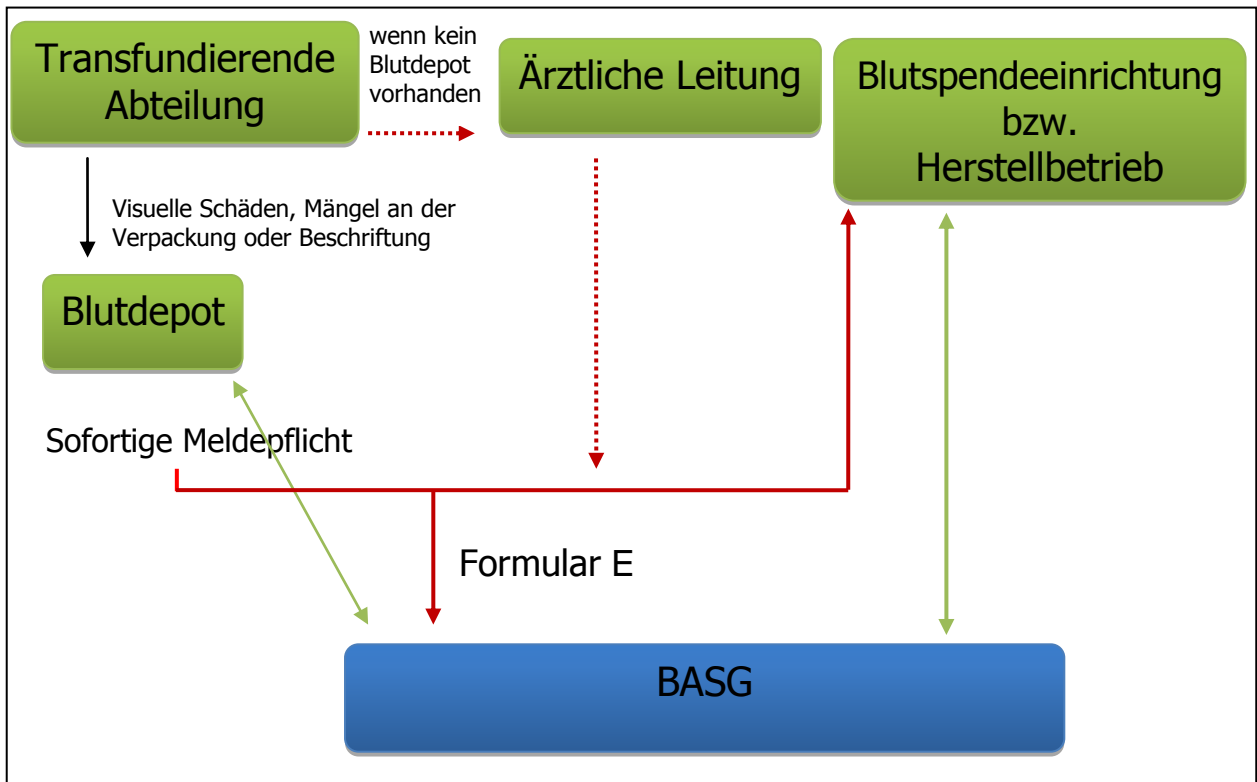 Transfundierende
Abteilung
wenn kein
Blutdepot
vorhanden
Ärztliche Leitung
Blutspendeeinrichtung
bzw.
Herstellbetrieb
Visuelle Schäden, Mängel an der
Verpackung oder Beschriftung
Blutdepot
Sofortige Meldepflicht
Formular E
BASG